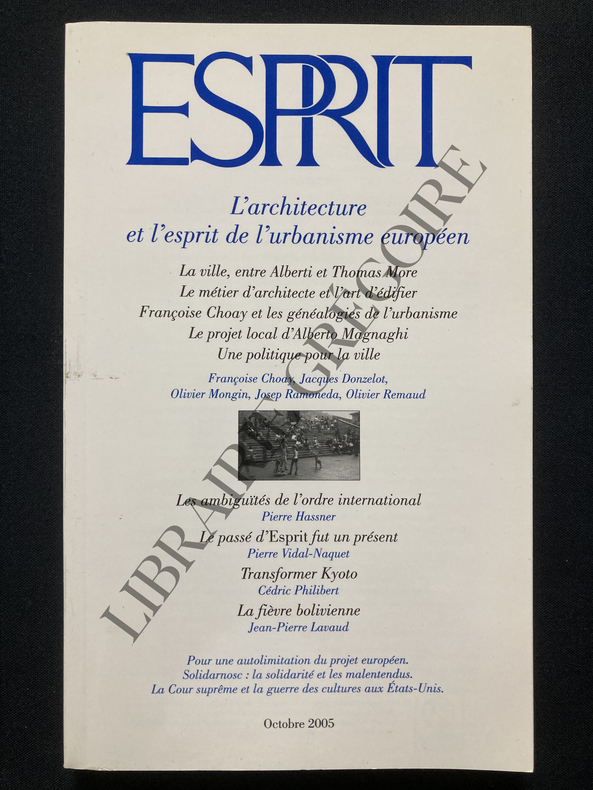 ESPRIT
L'architecture
et l'esprit de l'urbanisme européen
La ville, entre Alberti et Thomas More
Le métier d'architecte et l'art d'édifier
Françoise Choay et les généalogies de l'urbanisme
Le projet local d'Alberto Magnaghi
Une politique pour la ville
Françoise Choay, Jacques Donzelot,
Olivier Mongin, Josep Ramoneda, Olivier Remaud
Les ambiguïtés de l'ordre international
Pierre Hassner
Le passé d'Esprit fut un présent
Pierre Vidal-Naquet
Transformer Kyoto
Cédric Philibert
La fièvre bolivienne
Jean-Pierre Lavaud
Pour une autolimitation du projet européen.
Solidarnosc : la solidarité et les malentendus.
La Cour suprême et la guerre des cultures aux États-Unis.
Octobre 2005
LIBRAIRIE GRÉGOIRE